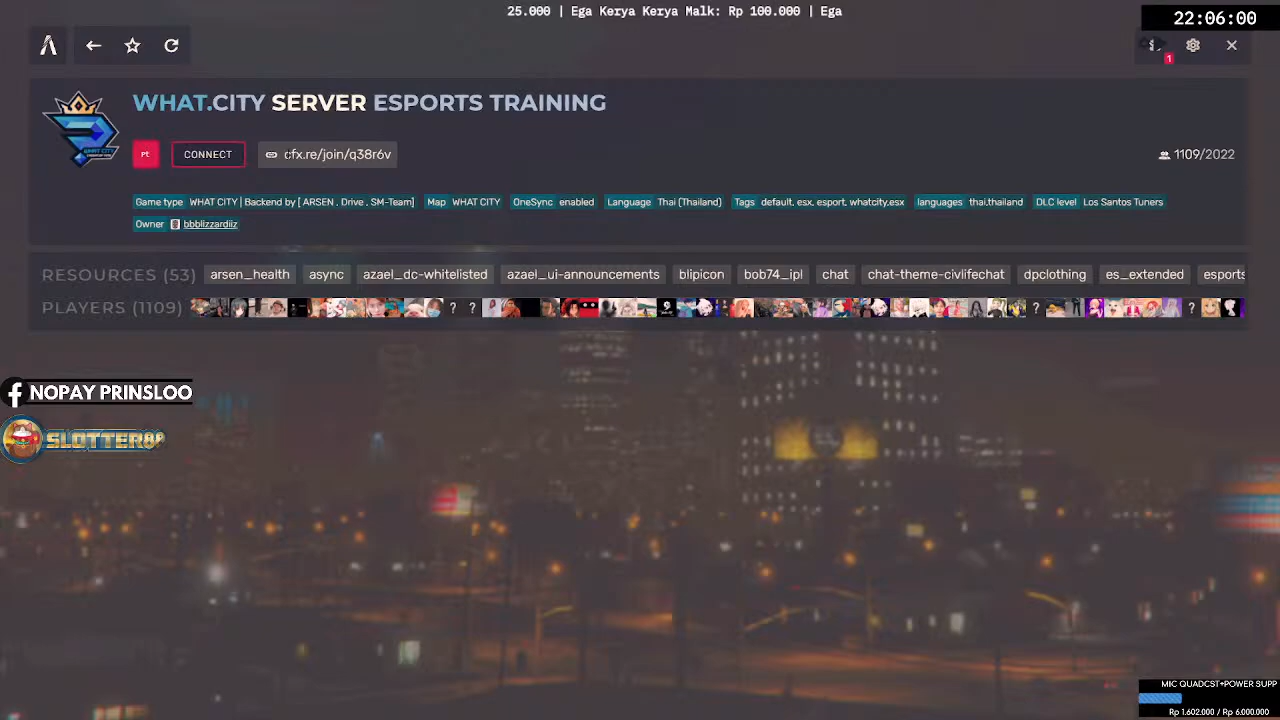 25.000 | Ega Kerya Kerya Malk: Rp 100.000 | Ega
22:06:00
1
WHAT.CITY SERVER ESPORTS TRAINING
Pt CONNECT cfx.re/join/q38r6v 1109/2022
Game type WHAT CITY | Backend by [ ARSEN . Drive . SM-Team] Map WHAT CITY OneSync enabled Language Thai (Thailand) Tags default, esx, esport, whatcity,esx languages thai,thailand DLC level Los Santos Tuners
Owner bbblizzardiiz
RESOURCES (53) arsen_health async azael_dc-whitelisted azael_ui-announcements blipicon bob74_ipl chat chat-theme-civlifechat dpclothing es_extended esports
PLAYERS (1109) ? ? ? ?
NOPAY PRINSLOO
SLOTTER88
MIC QUADCST+POWER SUPP
Rp 1.602.000 / Rp 6.000.000